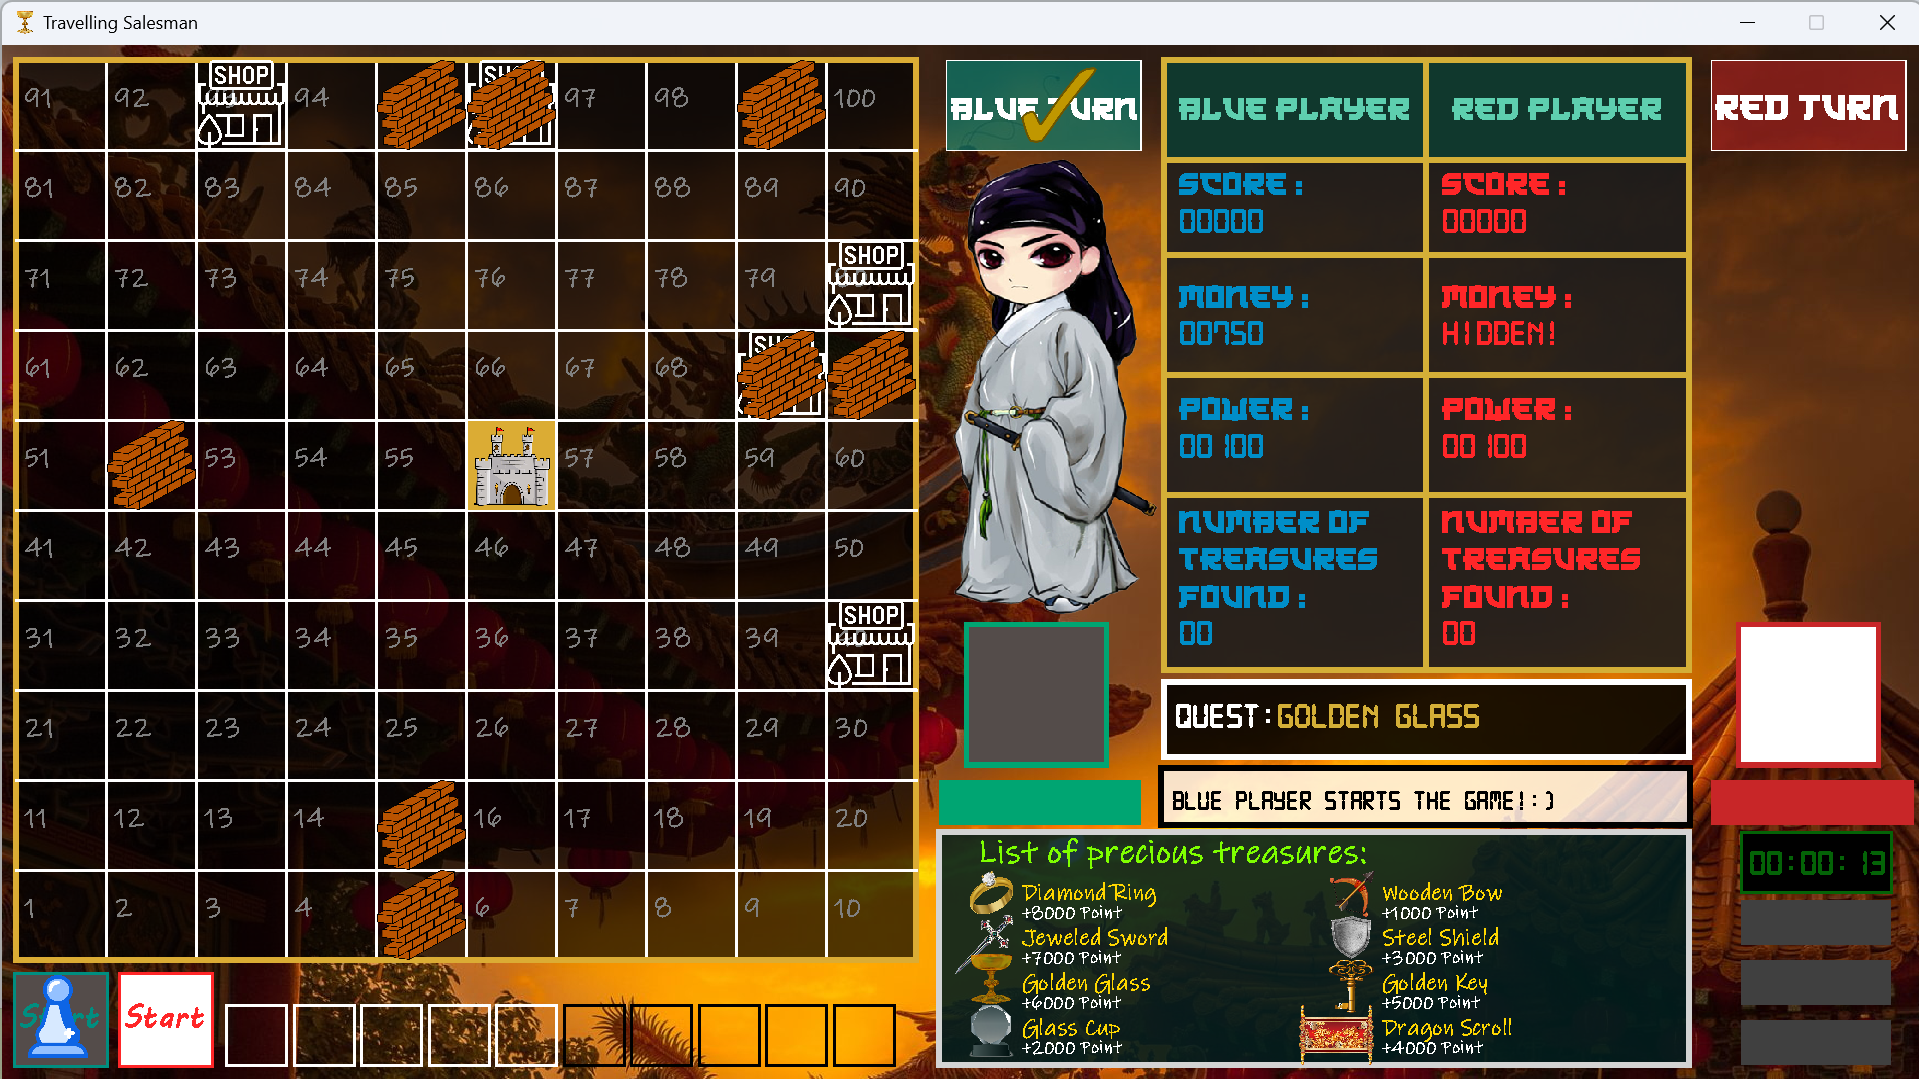 Travelling Salesman
91 92 SHOP 94 SHOP 97 98 100
81 82 83 84 85 86 87 88 89 90
71 72 73 74 75 76 77 78 79 SHOP
61 62 63 64 65 66 67 68
51 53 54 55 57 58 59 60
41 42 43 44 45 46 47 48 49 50
31 32 33 34 35 36 37 38 39 SHOP
21 22 23 24 25 26 27 28 29 30
11 12 13 14 16 17 18 19 20
1 2 3 4 6 7 8 9 10
Start
Start
BLUE TURN
BLUE PLAYER
RED PLAYER
RED TURN
SCORE :
00000
SCORE :
00000
MONEY :
00750
MONEY :
HIDDEN!
POWER :
00100
POWER :
00100
NUMBER OF
TREASURES
FOUND :
00
NUMBER OF
TREASURES
FOUND :
00
QUEST:GOLDEN GLASS
BLUE PLAYER STARTS THE GAME!:)
List of precious treasures:
Diamond Ring
+8000 Point
Jeweled Sword
+7000 Point
Golden Glass
+6000 Point
Glass Cup
+2000 Point
Wooden Bow
+1000 Point
Steel Shield
+3000 Point
Golden Key
+5000 Point
Dragon Scroll
+4000 Point
00:00:13